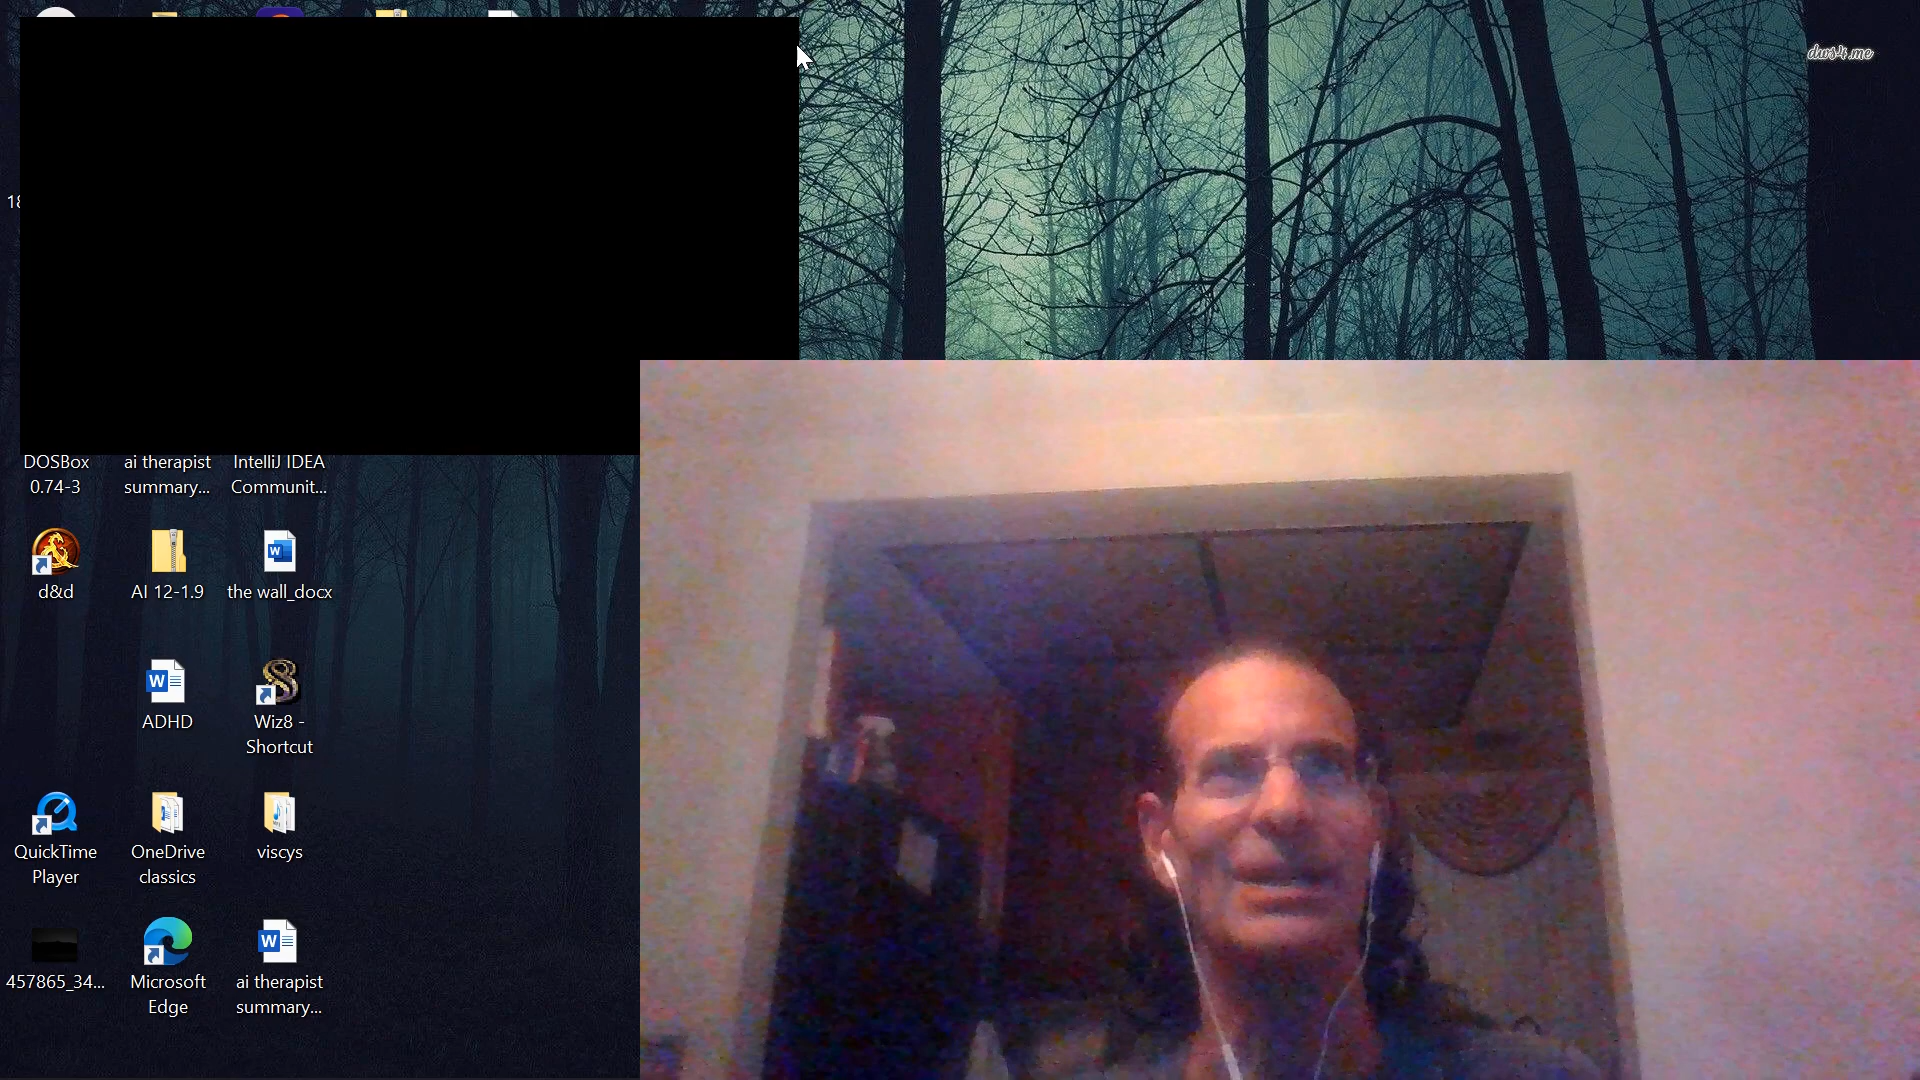 dws4.me
18
DOSBox
0.74-3
ai therapist
summary...
IntelliJ IDEA
Communit...
d&d
AI 12-1.9
the wall_docx
ADHD
Wiz8 -
Shortcut
QuickTime
Player
OneDrive
classics
viscys
457865_34...
Microsoft
Edge
ai therapist
summary...